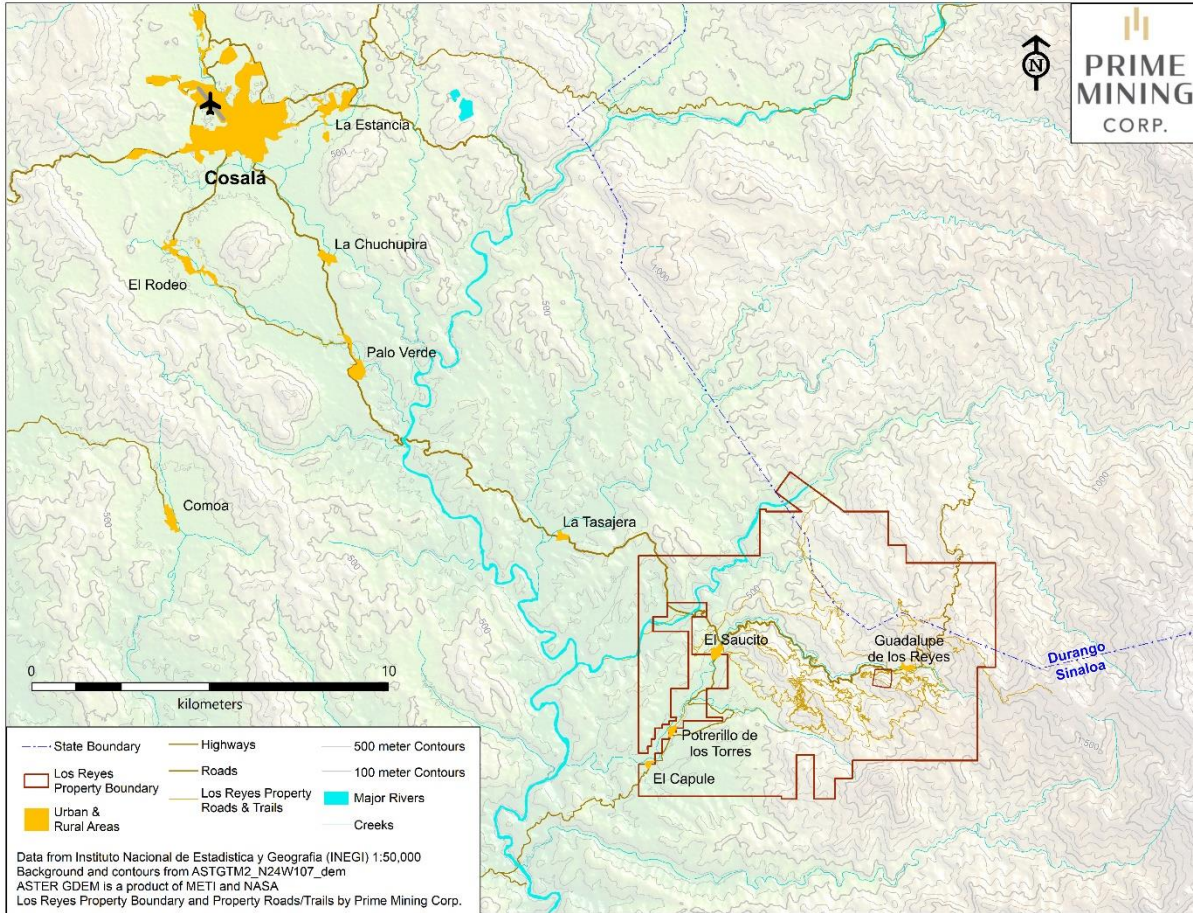 PRIME
MINING
CORP.
N
La Estancia
500
Cosalá
La Chuchupira
El Rodeo
1:000
500
Palo Verde
Comoa
500
La Tasajera
500
1:000
500
500
El Saucito
Guadalupe
de los Reyes
Durango
Sinaloa
0
10
kilometers
Potrerillo de
los Torres
1:500
El Capule
State Boundary
Highways
500 meter Contours
Los Reyes
Property Boundary
Roads
100 meter Contours
Urban &
Rural Areas
Los Reyes Property
Roads & Trails
Major Rivers
Creeks
Data from Instituto Nacional de Estadistica y Geografia (INEGI) 1:50,000
Background and contours from ASTGTM2_N24W107_dem
ASTER GDEM is a product of METI and NASA
Los Reyes Property Boundary and Property Roads/Trails by Prime Mining Corp.